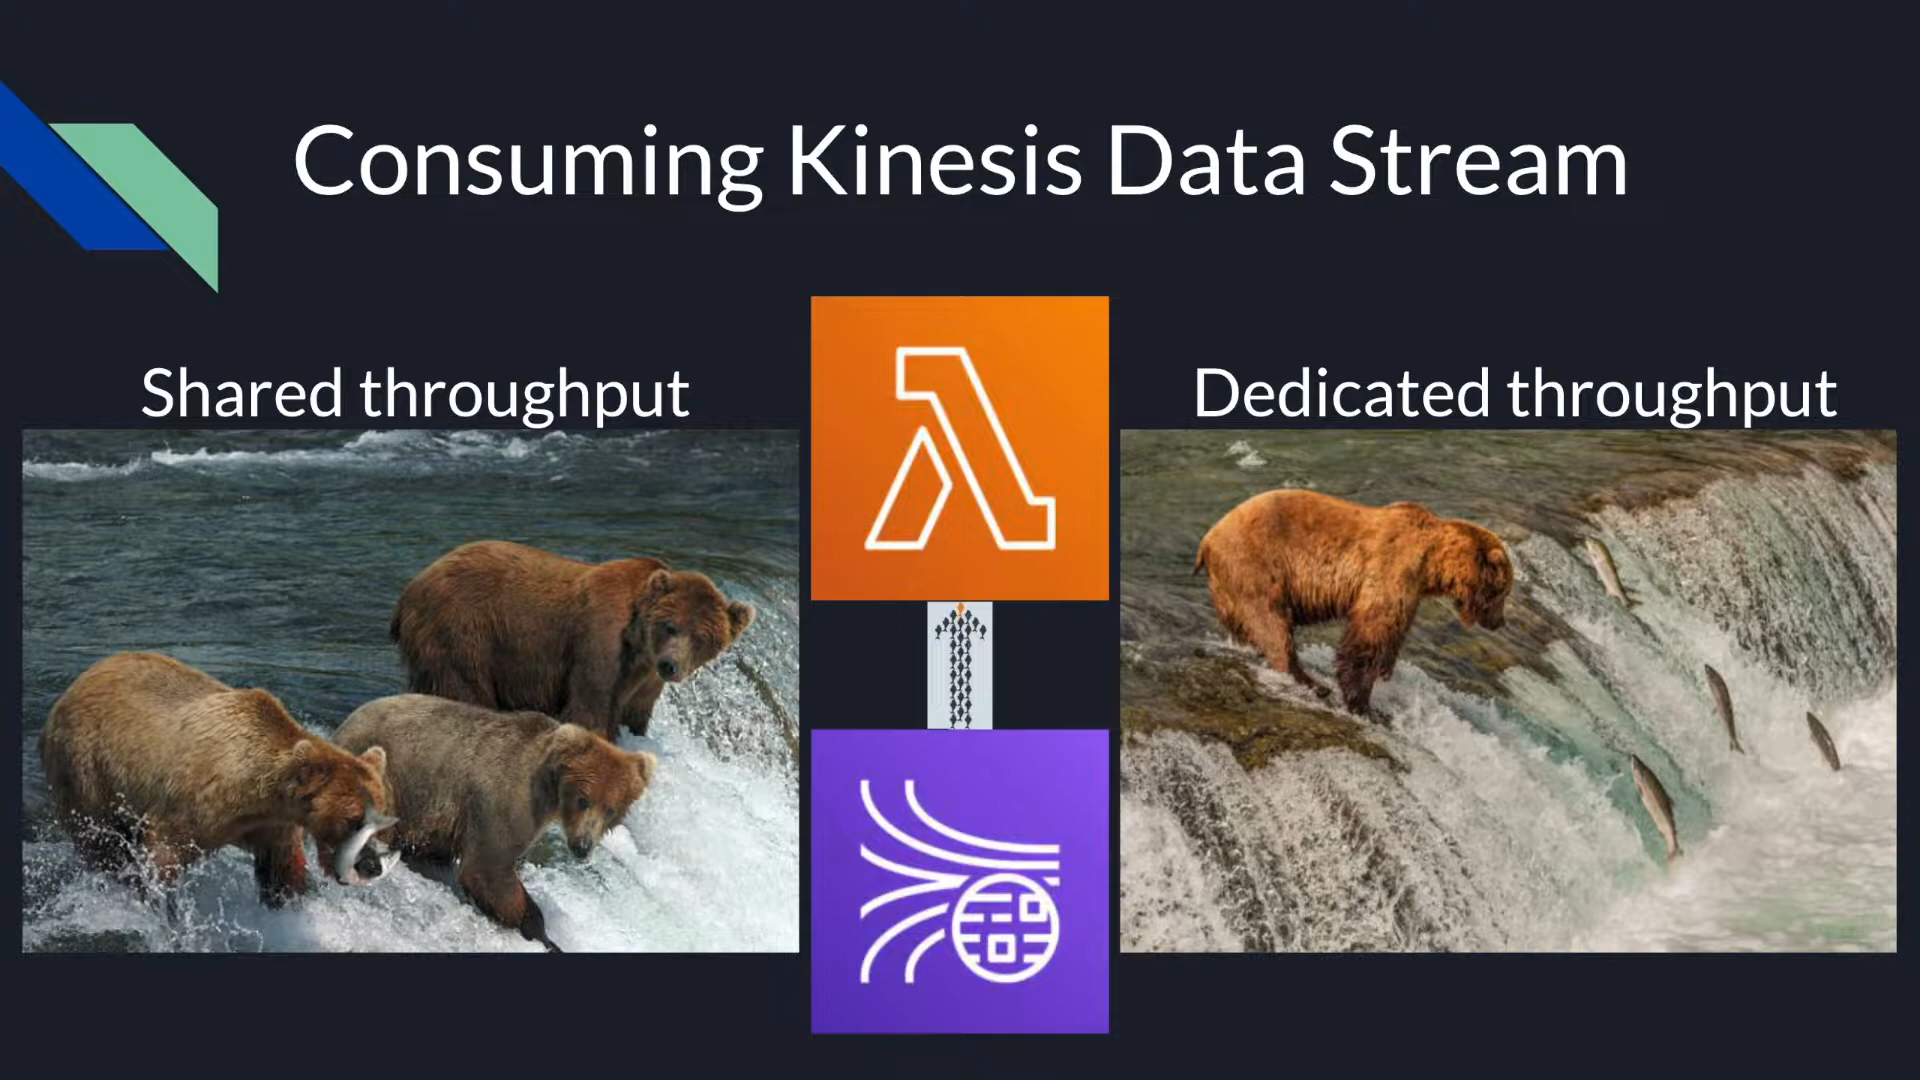 Consuming Kinesis Data Stream
Shared throughput
Dedicated throughput